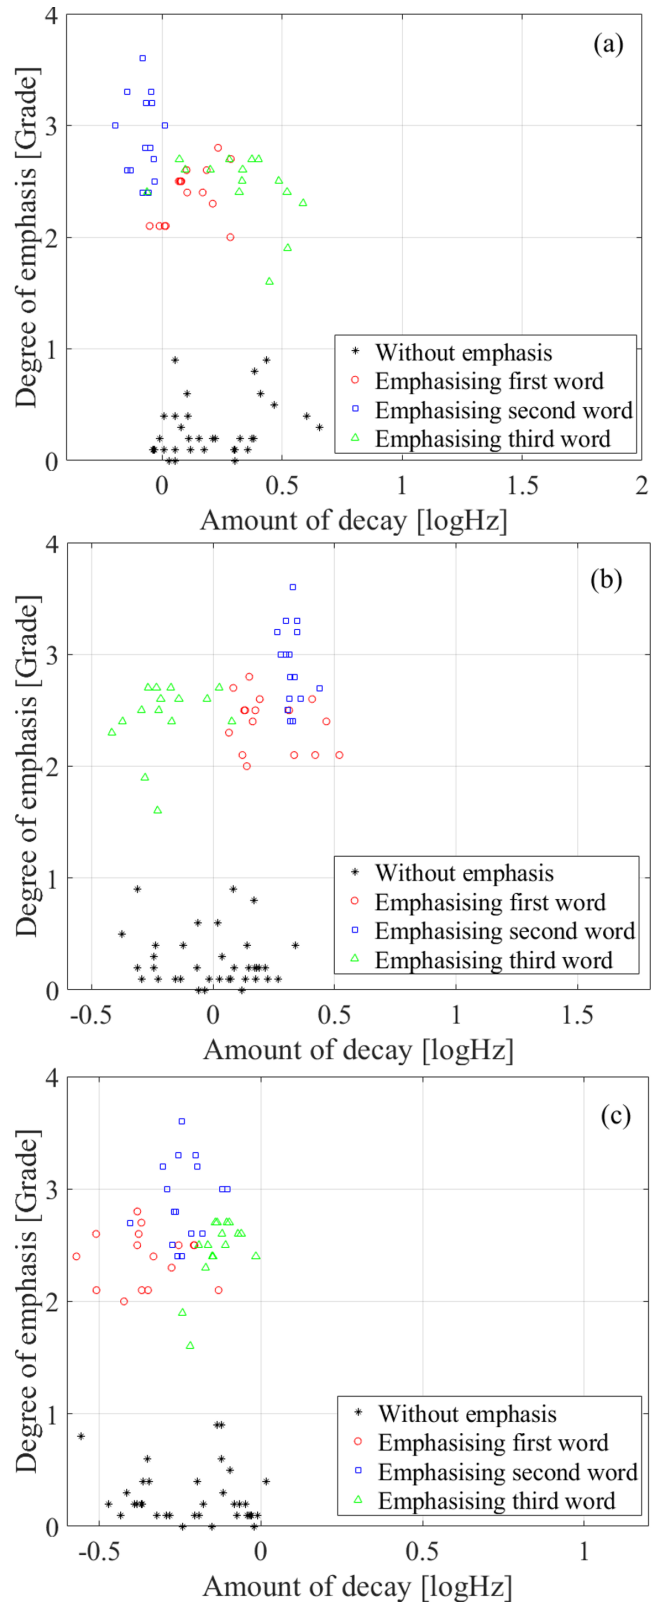 (a)
Degree of emphasis [Grade]
4
3
2
1
0
Without emphasis
Emphasising first word
Emphasising second word
Emphasising third word
0 0.5 1 1.5 2
Amount of decay [logHz]
(b)
Degree of emphasis [Grade]
4
3
2
1
0
Without emphasis
Emphasising first word
Emphasising second word
Emphasising third word
-0.5 0 0.5 1 1.5
Amount of decay [logHz]
(c)
Degree of emphasis [Grade]
4
3
2
1
0
Without emphasis
Emphasising first word
Emphasising second word
Emphasising third word
-0.5 0 0.5 1
Amount of decay [logHz]